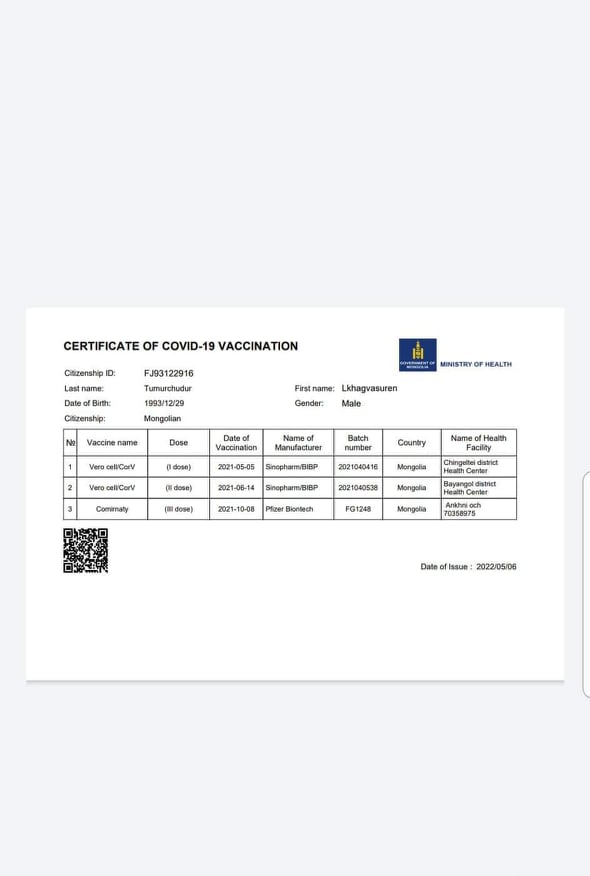 CERTIFICATE OF COVID-19 VACCINATION
GOVERNMENT OF
MONGOLIA
MINISTRY OF HEALTH
Citizenship ID: FJ93122916
Last name: Tumurchudur First name: Lkhagvasuren
Date of Birth: 1993/12/29 Gender: Male
Citizenship: Mongolian
№ Vaccine name Dose Date of Vaccination Name of Manufacturer Batch number Country Name of Health Facility
1 Vero cell/CorV (I dose) 2021-05-05 Sinopharm/BIBP 2021040416 Mongolia Chingeltei district Health Center
2 Vero cell/CorV (II dose) 2021-06-14 Sinopharm/BIBP 2021040538 Mongolia Bayangol district Health Center
3 Comirnaty (III dose) 2021-10-08 Pfizer Biontech FG1248 Mongolia Ankhni och 70358975
Date of Issue : 2022/05/06